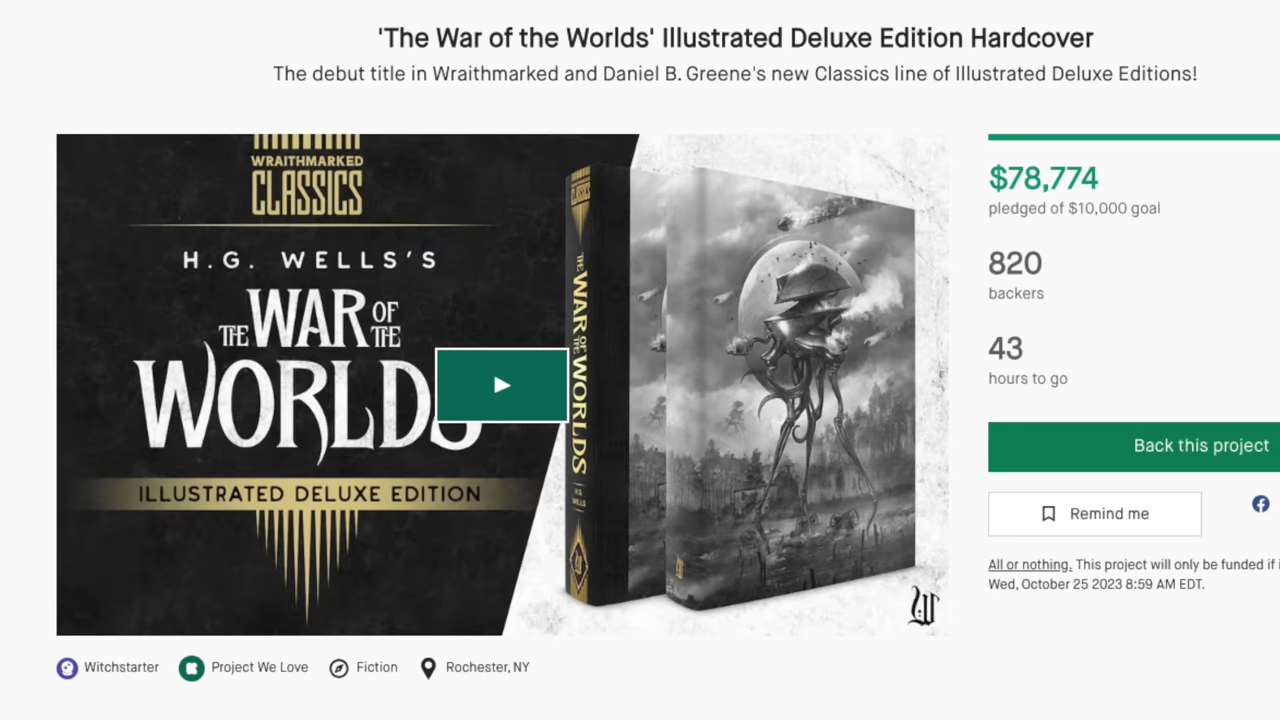 'The War of the Worlds' Illustrated Deluxe Edition Hardcover
The debut title in Wraithmarked and Daniel B. Greene's new Classics line of Illustrated Deluxe Editions!
WRAITHMARKED
CLASSICS
H.G. WELLS'S
THE WAR OF THE
WORLDS
ILLUSTRATED DELUXE EDITION
CLASSICS
THE WAR OF THE WORLDS
H.G.
WELLS
$78,774
pledged of $10,000 goal
820
backers
43
hours to go
Back this project
Remind me
All or nothing. This project will only be funded if i
Wed, October 25 2023 8:59 AM EDT.
Witchstarter
Project We Love
Fiction
Rochester, NY